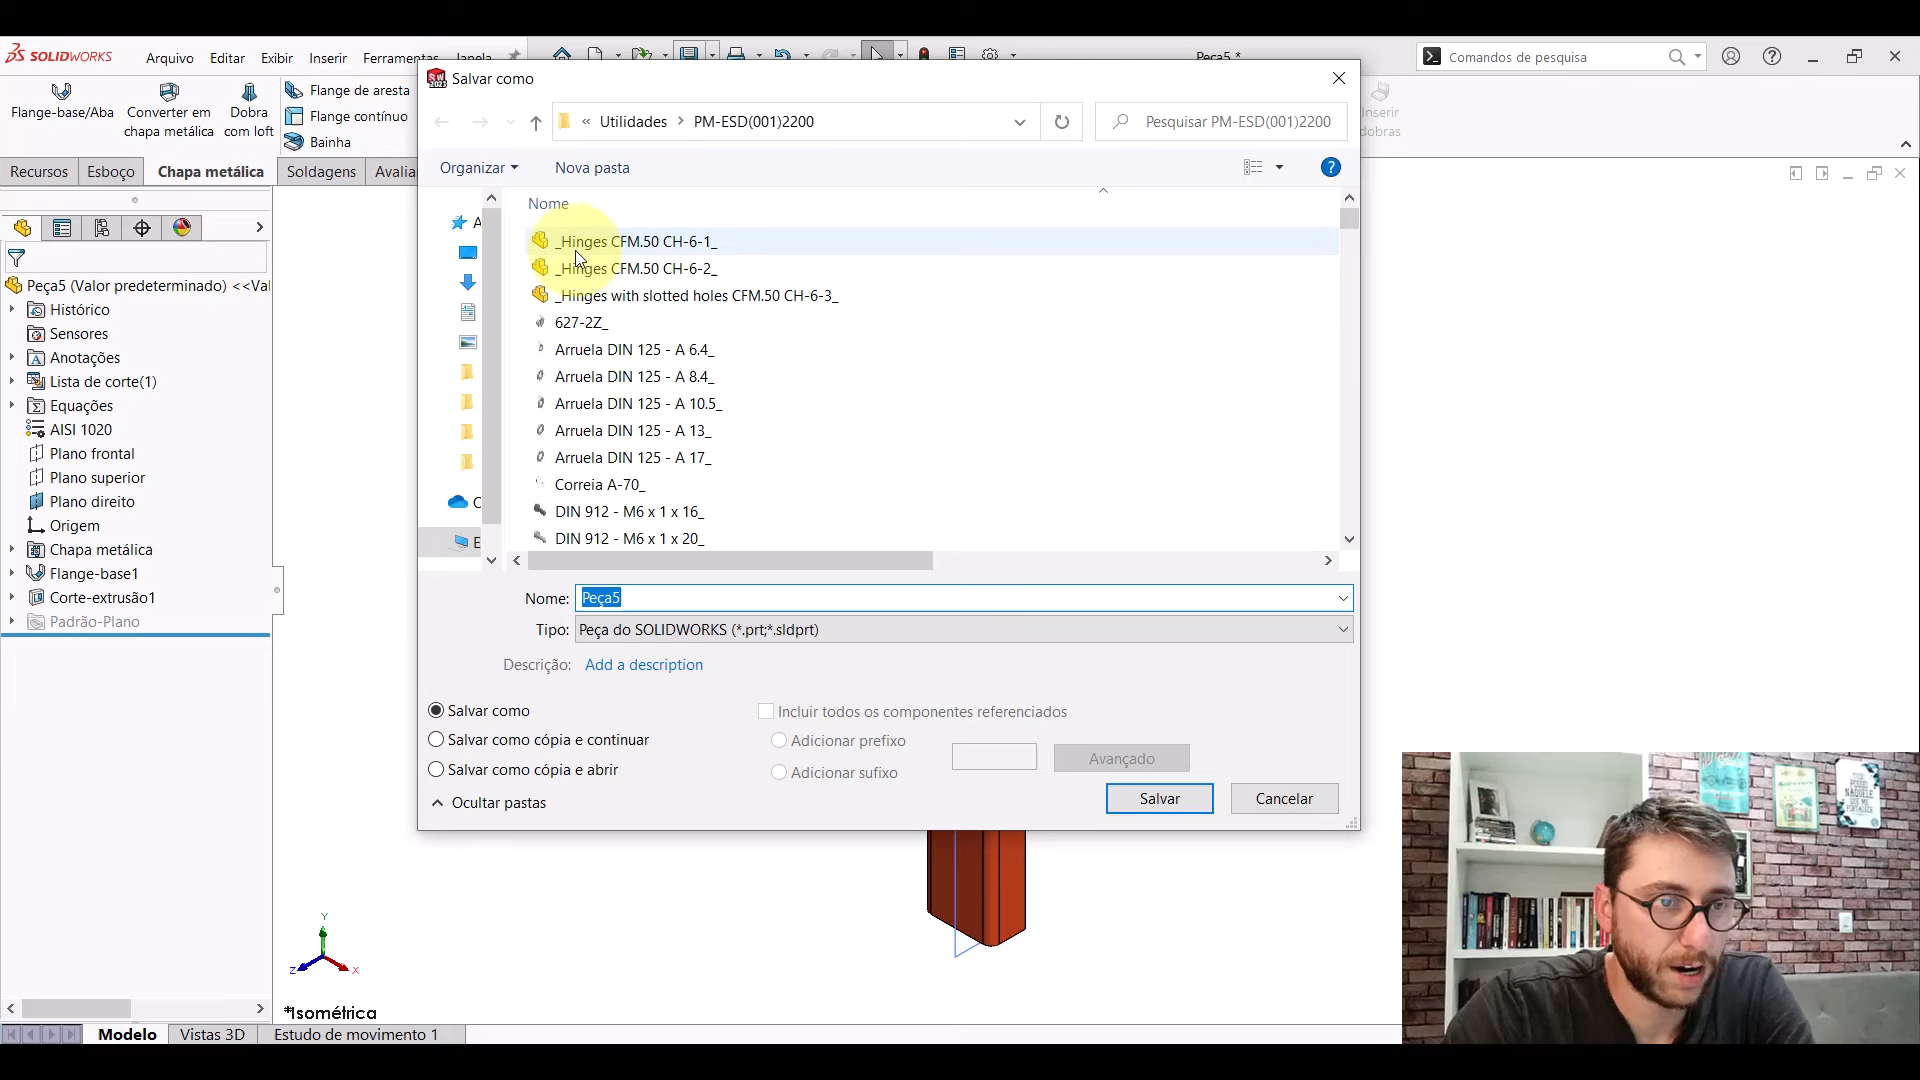 SOLIDWORKS
Arquivo Editar Exibir Inserir Ferramentas Janela
Peça5 *
Comandos de pesquisa
Flange-base/Aba
Converter em
chapa metálica
Dobra
com loft
Flange de aresta
Flange contínuo
Bainha
Inserir
dobras
Recursos Esboço Chapa metálica Soldagens Avaliar
Peça5 (Valor predeterminado) <<Val
Histórico
Sensores
Anotações
Lista de corte(1)
Equações
AISI 1020
Plano frontal
Plano superior
Plano direito
Origem
Chapa metálica
Flange-base1
Corte-extrusão1
Padrão-Plano
Salvar como
« Utilidades > PM-ESD(001)2200
Pesquisar PM-ESD(001)2200
Organizar
Nova pasta
Nome
_Hinges CFM.50 CH-6-1_
_Hinges CFM.50 CH-6-2_
_Hinges with slotted holes CFM.50 CH-6-3_
627-2Z_
Arruela DIN 125 - A 6.4_
Arruela DIN 125 - A 8.4_
Arruela DIN 125 - A 10.5_
Arruela DIN 125 - A 13_
Arruela DIN 125 - A 17_
Correia A-70_
DIN 912 - M6 x 1 x 16_
DIN 912 - M6 x 1 x 20_
Nome: Peça5
Tipo: Peça do SOLIDWORKS (*.prt;*.sldprt)
Descrição: Add a description
Salvar como
Salvar como cópia e continuar
Salvar como cópia e abrir
Incluir todos os componentes referenciados
Adicionar prefixo
Adicionar sufixo
Avançado
Ocultar pastas
Salvar
Cancelar
Y
Z
X
*Isométrica
Modelo Vistas 3D Estudo de movimento 1